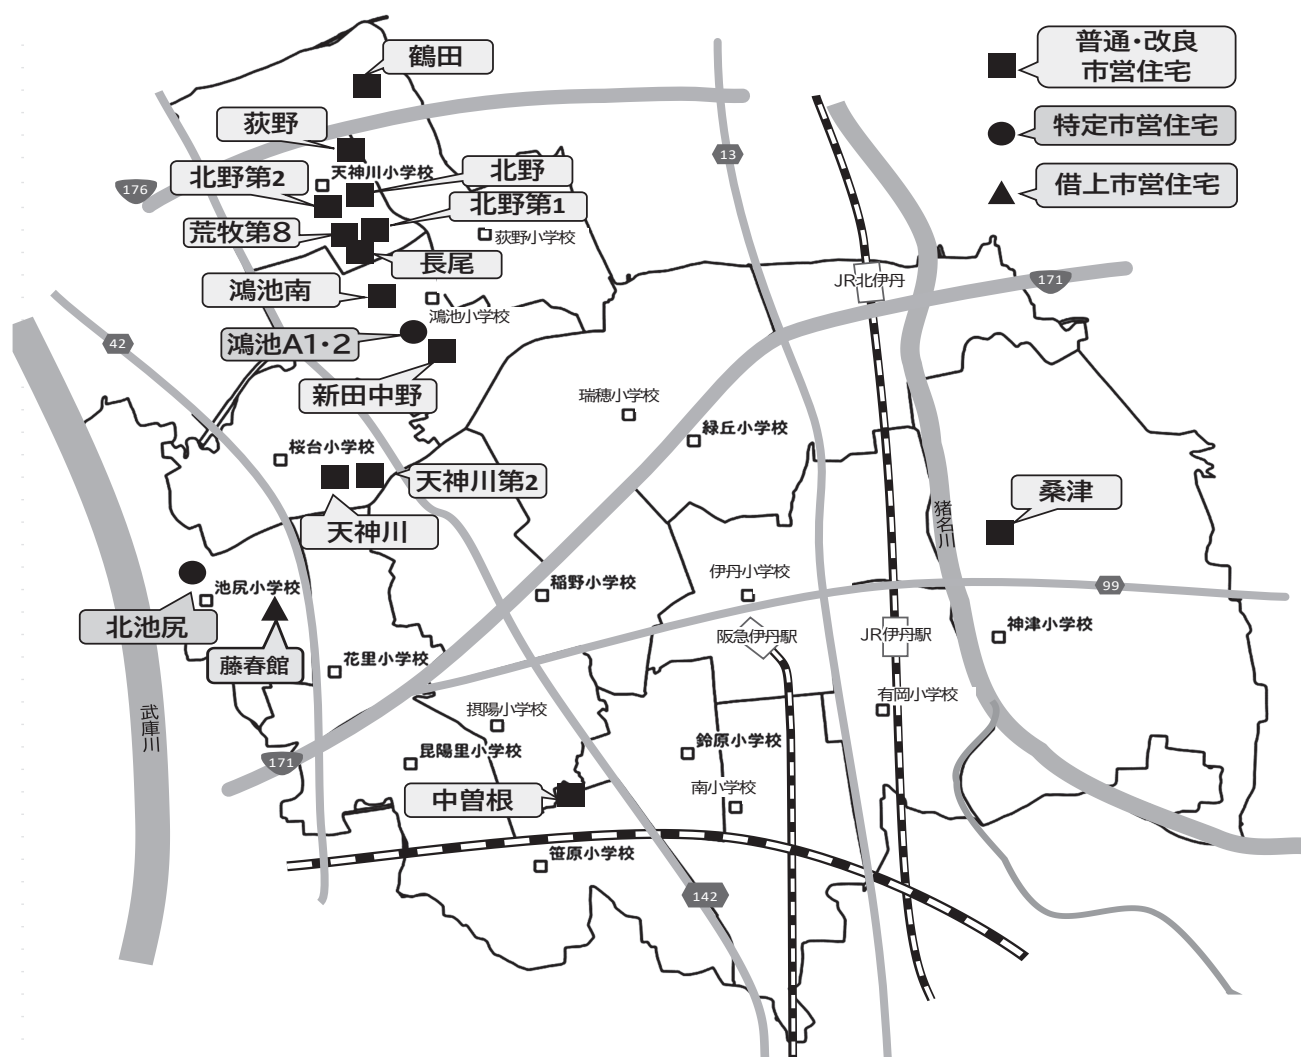 鶴田
普通・改良
市営住宅
荻野
特定市営住宅
13
天神川小学校
北野
176
北野第2
借上市営住宅
北野第1
荒牧第8
荻野小学校
長尾
JR北伊丹
171
鴻池南
鴻池小学校
42
鴻池A1・2
新田中野
瑞穂小学校
緑丘小学校
桜台小学校
天神川第2
桑津
天神川
猪名川
池尻小学校
稲野小学校
伊丹小学校
99
北池尻
神津小学校
阪急伊丹駅
JR伊丹駅
藤春館
花里小学校
有岡小学校
武庫川
摂陽小学校
昆陽里小学校
鈴原小学校
171
南小学校
中曽根
笹原小学校
142